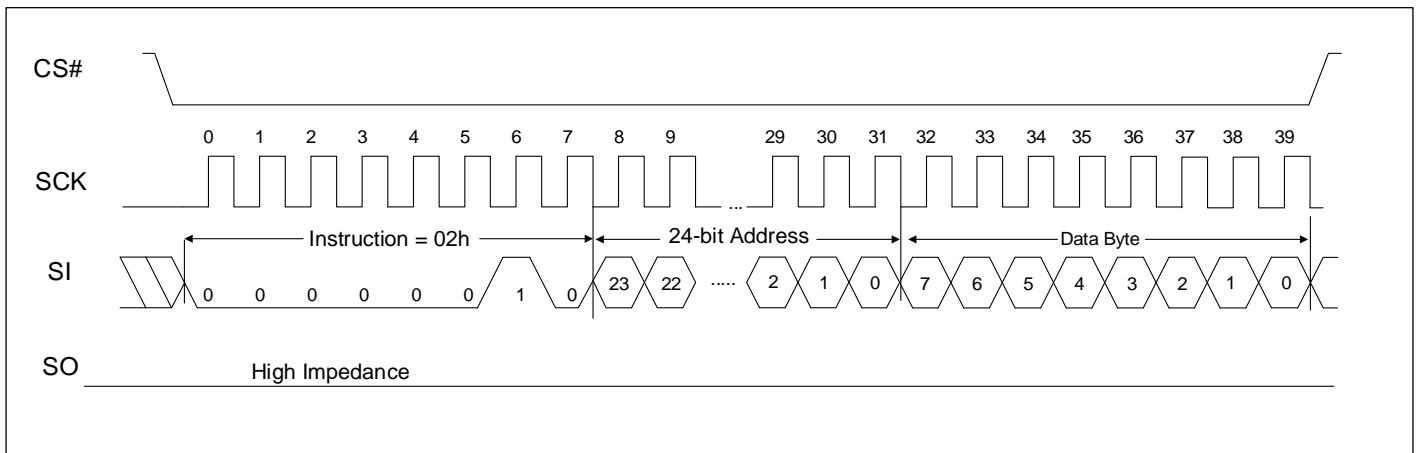 CS#
0 1 2 3 4 5 6 7 8 9 29 30 31 32 33 34 35 36 37 38 39
SCK
...
Instruction = 02h 24-bit Address Data Byte
SI
0 0 0 0 0 0 1 0 23 22 ..... 2 1 0 7 6 5 4 3 2 1 0
SO
High Impedance